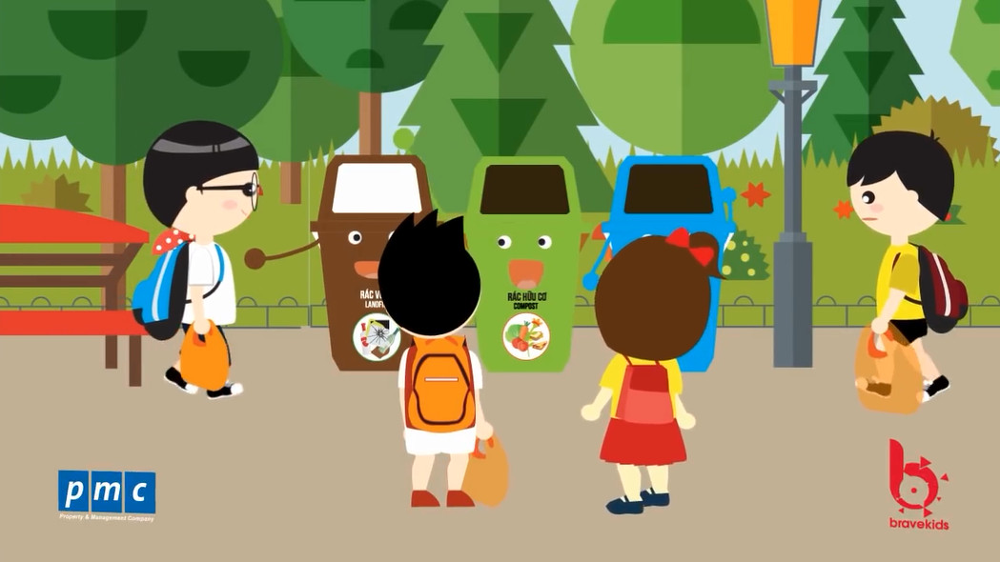 RÁC HỮU CƠ
COMPOST
pmc
Property & Management Company
bravekids